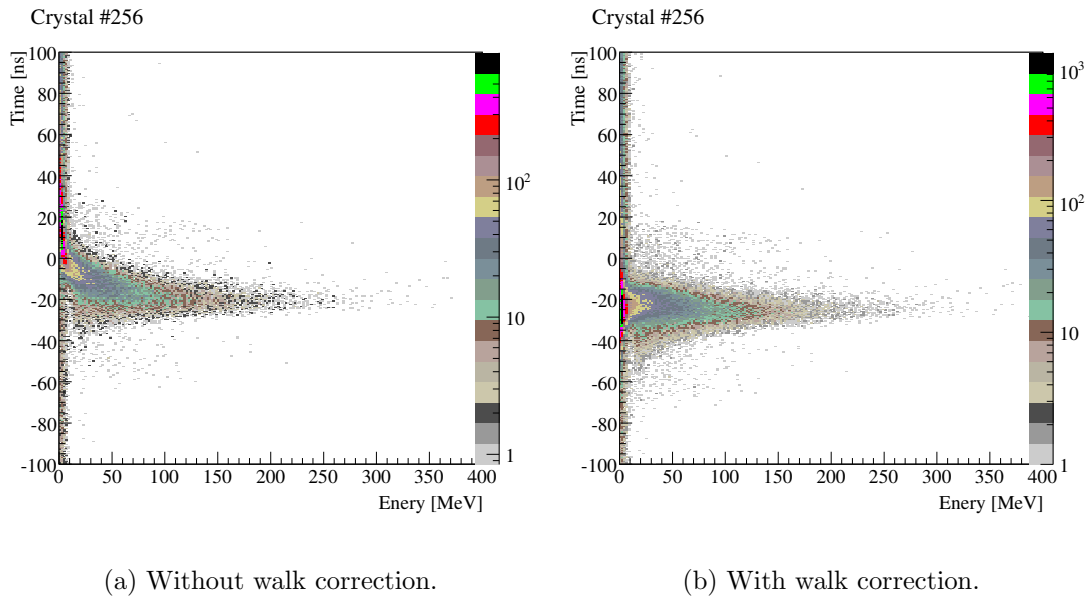 Crystal #256
Time [ns]
100
80
60
40
20
0
-20
-40
-60
-80
-100
0 50 100 150 200 250 300 350 400
Enery [MeV]
10²
10
1
(a) Without walk correction.
Crystal #256
Time [ns]
100
80
60
40
20
0
-20
-40
-60
-80
-100
0 50 100 150 200 250 300 350 400
Enery [MeV]
10³
10²
10
1
(b) With walk correction.